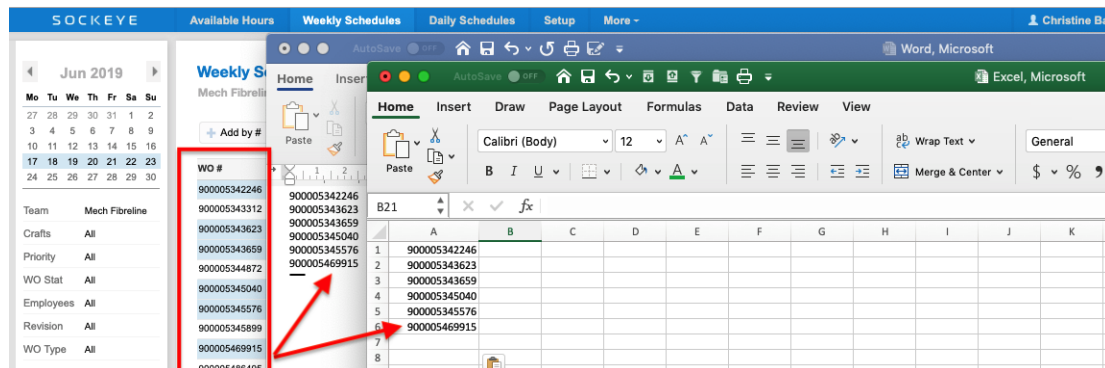 SOCKEYE Available Hours Weekly Schedules Daily Schedules Setup More Christine Ba
Jun 2019
Mo Tu We Th Fr Sa Su
27 28 29 30 31 1 2
3 4 5 6 7 8 9
10 11 12 13 14 15 16
17 18 19 20 21 22 23
24 25 26 27 28 29 30
Team Mech Fibreline
Crafts All
Priority All
WO Stat All
Employees All
Revision All
WO Type All
Weekly S
Mech Fibrelin
+ Add by #
WO #
900005342246
900005343312
900005343623
900005343659
900005344872
900005345040
900005345576
900005345899
900005469915
AutoSave OFF Word, Microsoft
Home Inser
Paste
1 2
900005342246
900005343623
900005343659
900005345040
900005345576
900005469915
AutoSave OFF Excel, Microsoft
Home Insert Draw Page Layout Formulas Data Review View
Paste Calibri (Body) 12 A^ A˅ ab Wrap Text General
B I U A Merge & Center $ % 9
B21 fx
A B C D E F G H I J K
1 900005342246
2 900005343623
3 900005343659
4 900005345040
5 900005345576
6 900005469915
7
8